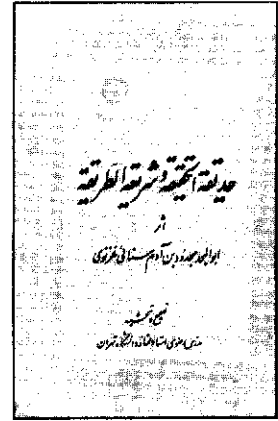 حدیقة الحقیقة و شریعة الطریقة
از
ابوالمجد مجدود بن آدم سنائی غزنوی
تصحیح و تحشیه
مدرس رضوی استاد دانشگاه تهران